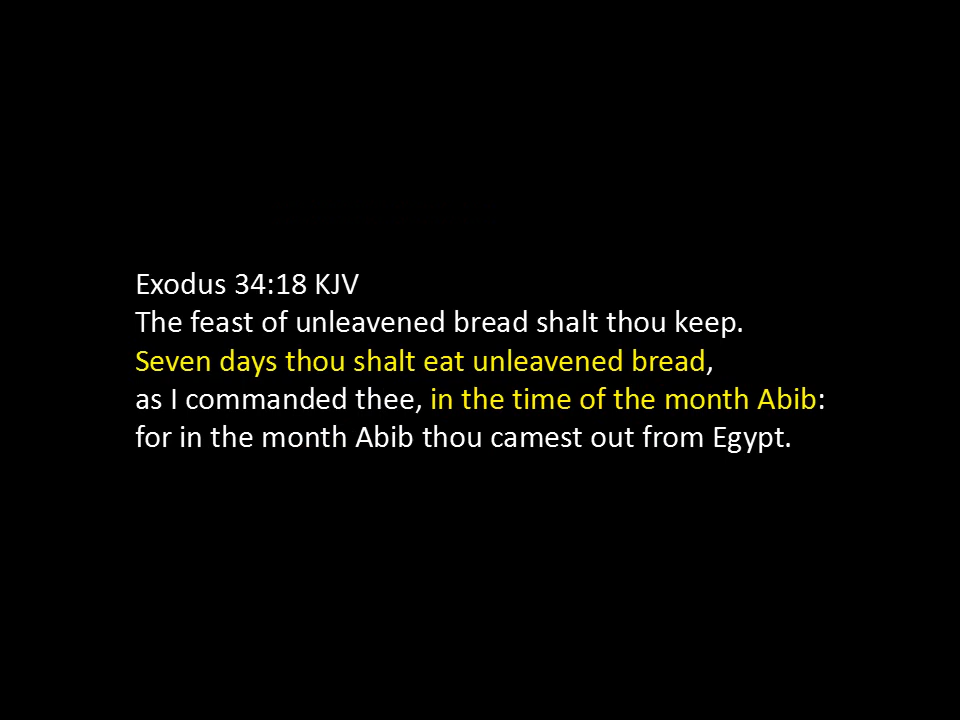 Exodus 34:18 KJV
The feast of unleavened bread shalt thou keep.
Seven days thou shalt eat unleavened bread,
as I commanded thee, in the time of the month Abib:
for in the month Abib thou camest out from Egypt.